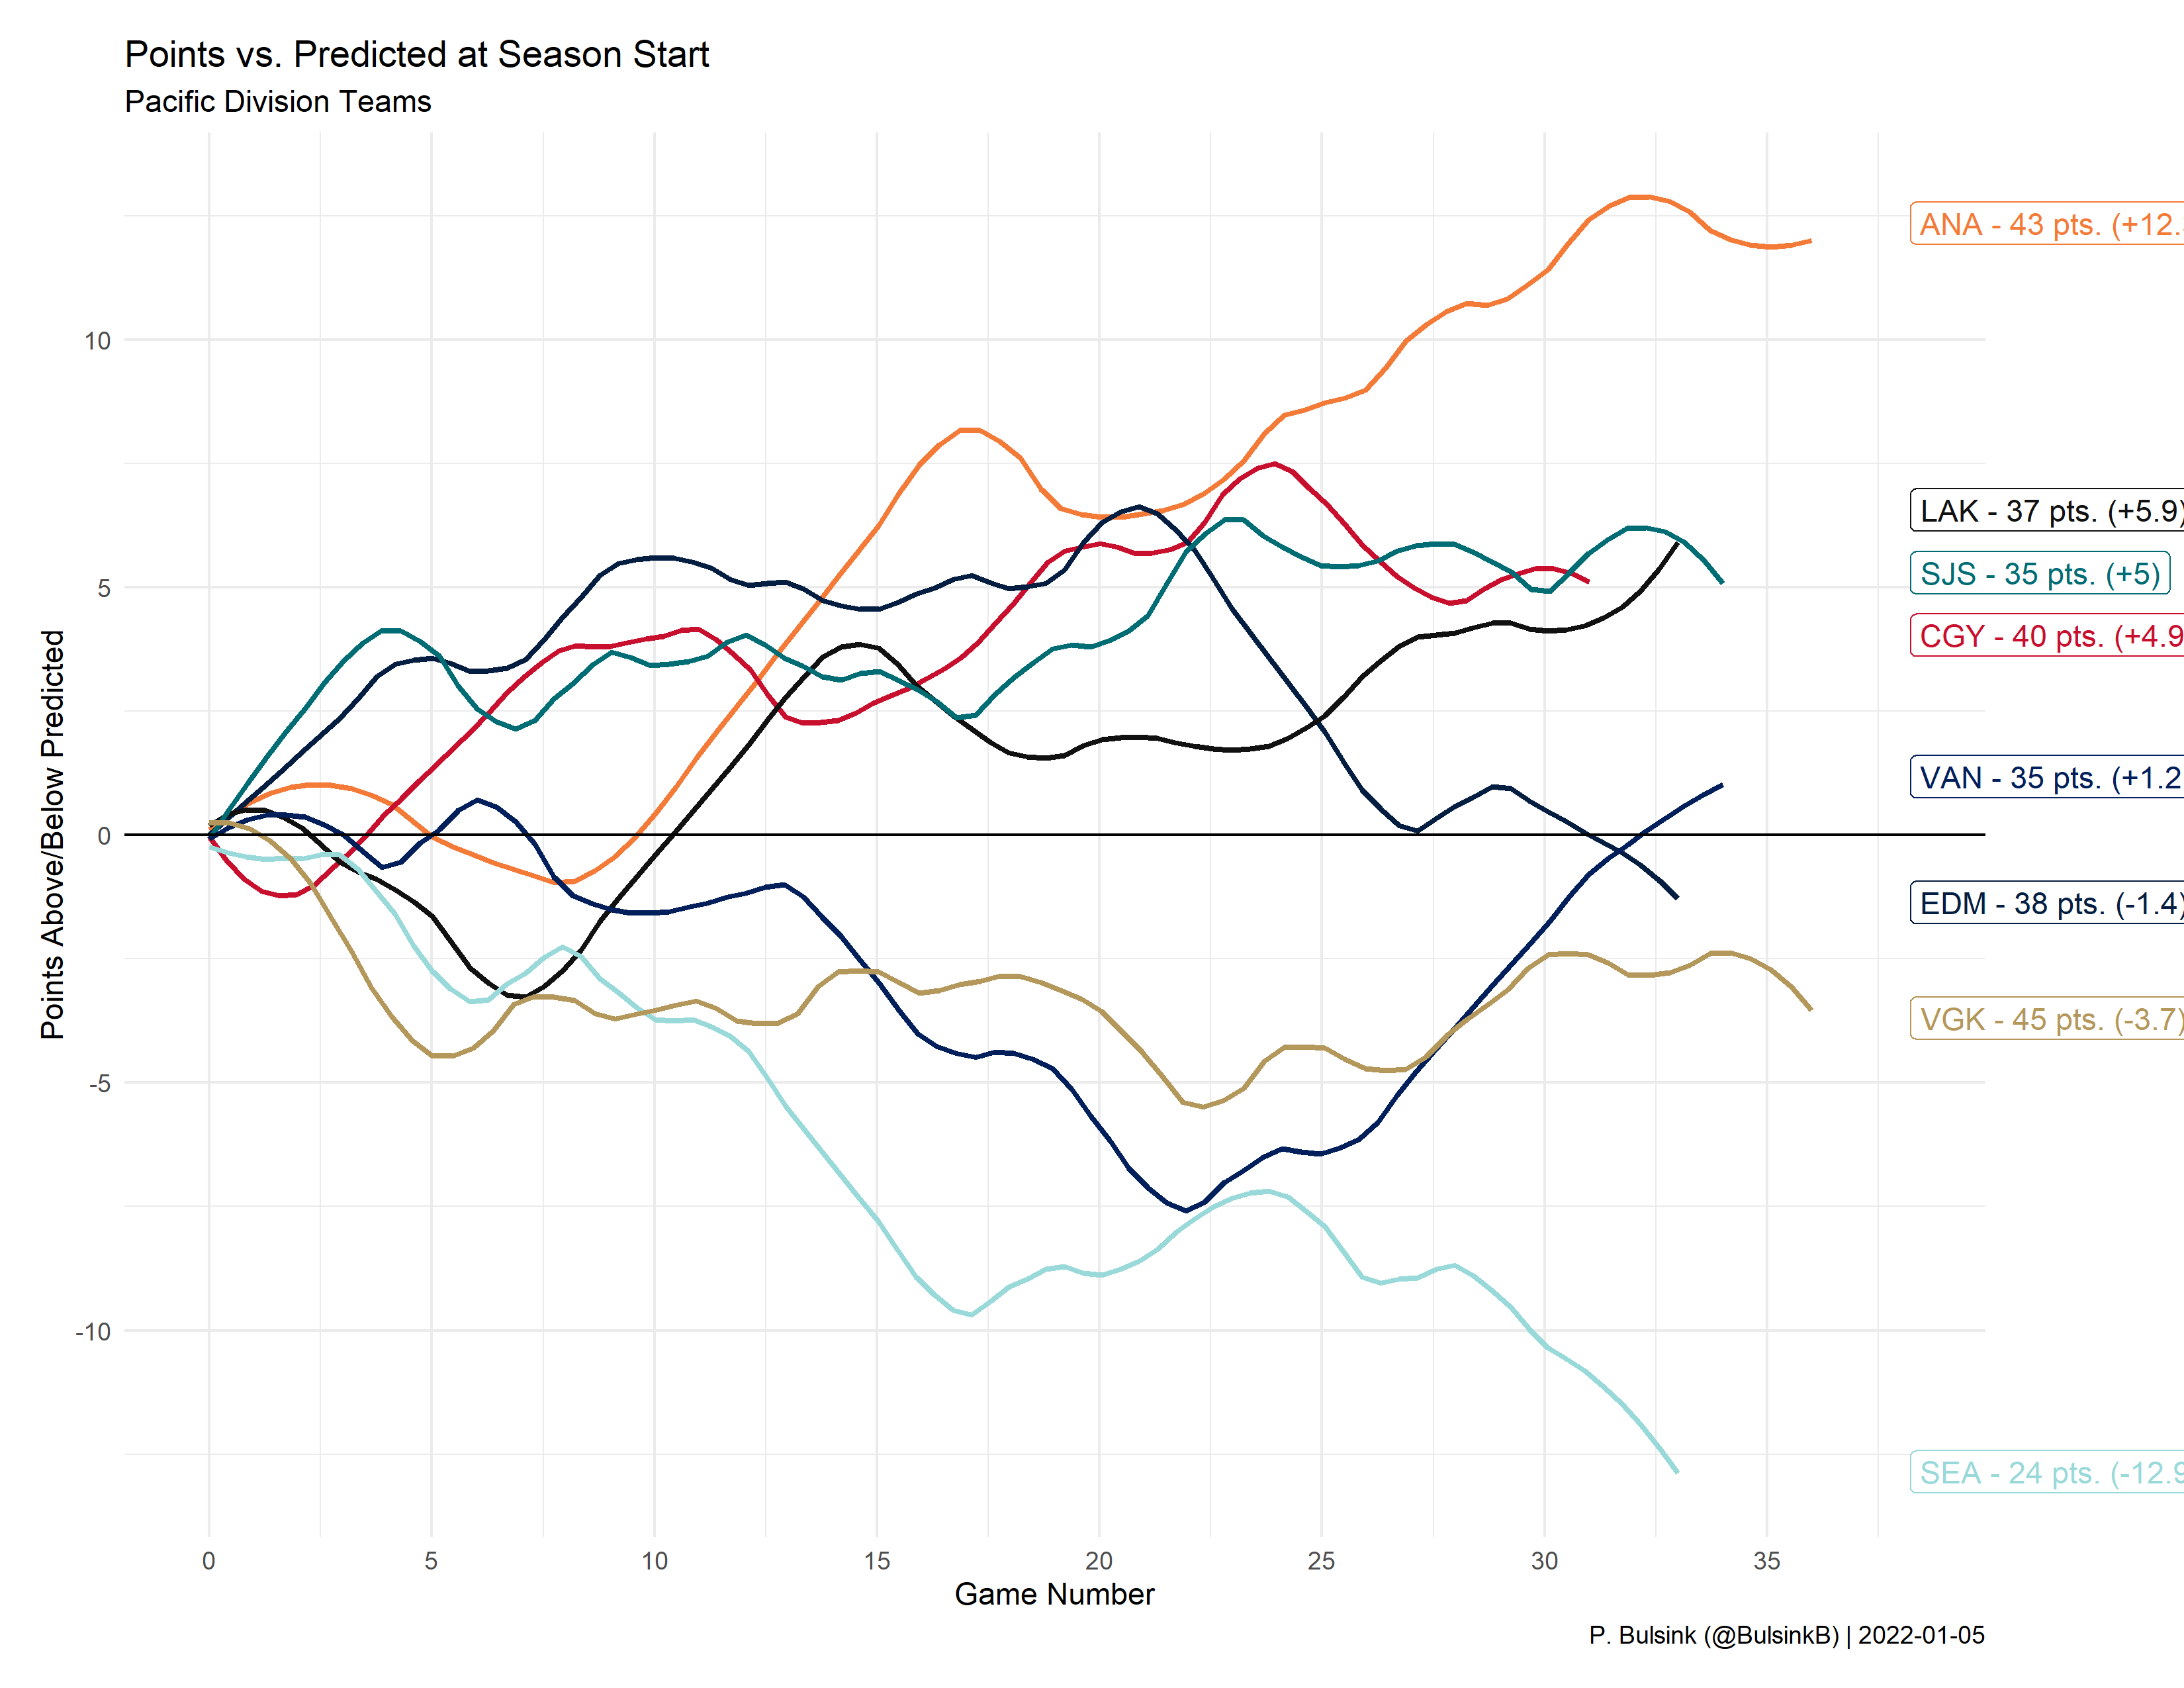 Points vs. Predicted at Season Start
Pacific Division Teams
Points Above/Below Predicted
10
5
0
-5
-10
ANA - 43 pts. (+12.
LAK - 37 pts. (+5.9)
SJS - 35 pts. (+5)
CGY - 40 pts. (+4.9
VAN - 35 pts. (+1.2
EDM - 38 pts. (-1.4)
VGK - 45 pts. (-3.7)
SEA - 24 pts. (-12.9
0 5 10 15 20 25 30 35
Game Number
P. Bulsink (@BulsinkB) | 2022-01-05